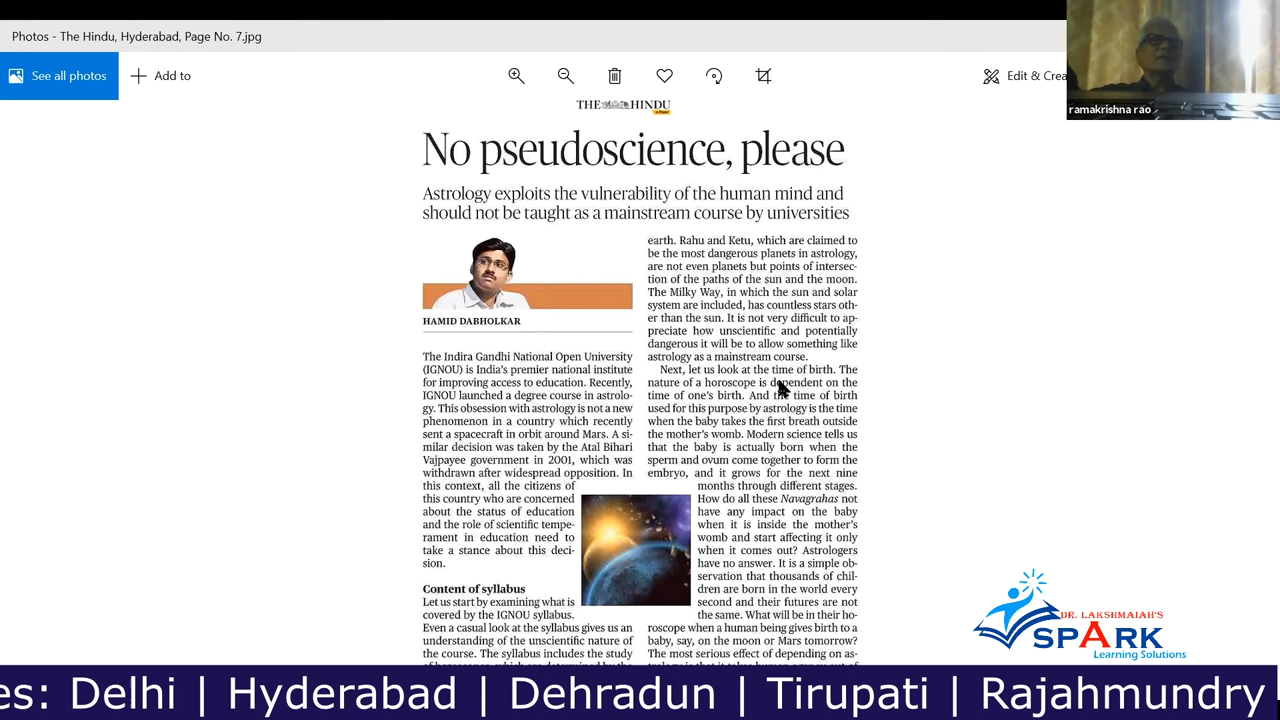 Photos - The Hindu, Hyderabad, Page No. 7.jpg
See all photos
Add to
Edit & Crea
ramakrishna rao
THE HINDU
No pseudoscience, please
Astrology exploits the vulnerability of the human mind and
should not be taught as a mainstream course by universities
HAMID DABHOLKAR
The Indira Gandhi National Open University
(IGNOU) is India's premier national institute
for improving access to education. Recently,
IGNOU launched a degree course in astrolo-
gy. This obsession with astrology is not a new
phenomenon in a country which recently
sent a spacecraft in orbit around Mars. A si-
milar decision was taken by the Atal Bihari
Vajpayee government in 2001, which was
withdrawn after widespread opposition. In
this context, all the citizens of
this country who are concerned
about the status of education
and the role of scientific tempe-
rament in education need to
take a stance about this deci-
sion.
Content of syllabus
Let us start by examining what is
covered by the IGNOU syllabus.
Even a casual look at the syllabus gives us an
understanding of the unscientific nature of
the course. The syllabus includes the study
earth. Rahu and Ketu, which are claimed to
be the most dangerous planets in astrology,
are not even planets but points of intersec-
tion of the paths of the sun and the moon.
The Milky Way, in which the sun and solar
system are included, has countless stars oth-
er than the sun. It is not very difficult to ap-
preciate how unscientific and potentially
dangerous it will be to allow something like
astrology as a mainstream course.
Next, let us look at the time of birth. The
nature of a horoscope is dependent on the
time of one's birth. And the time of birth
used for this purpose by astrology is the time
when the baby takes the first breath outside
the mother's womb. Modern science tells us
that the baby is actually born when the
sperm and ovum come together to form the
embryo, and it grows for the next nine
months through different stages.
How do all these Navagrahas not
have any impact on the baby
when it is inside the mother's
womb and start affecting it only
when it comes out? Astrologers
have no answer. It is a simple ob-
servation that thousands of chil-
dren are born in the world every
second and their futures are not
the same. What will be in their ho-
roscope when a human being gives birth to a
baby, say, on the moon or Mars tomorrow?
The most serious effect of depending on as-
DR. LAKSHMAIAH'S
SPARK
Learning Solutions
es: Delhi | Hyderabad | Dehradun | Tirupati | Rajahmundry